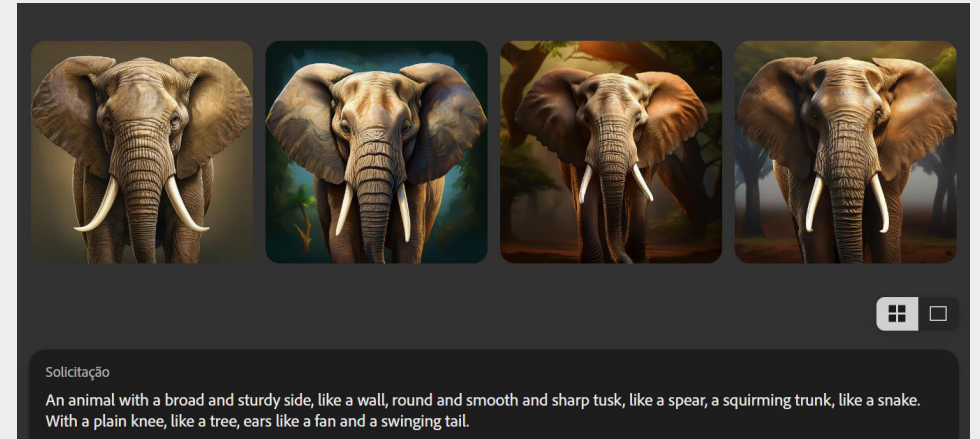 Solicitação
An animal with a broad and sturdy side, like a wall, round and smooth and sharp tusk, like a spear, a squirming trunk, like a snake.
With a plain knee, like a tree, ears like a fan and a swinging tail.